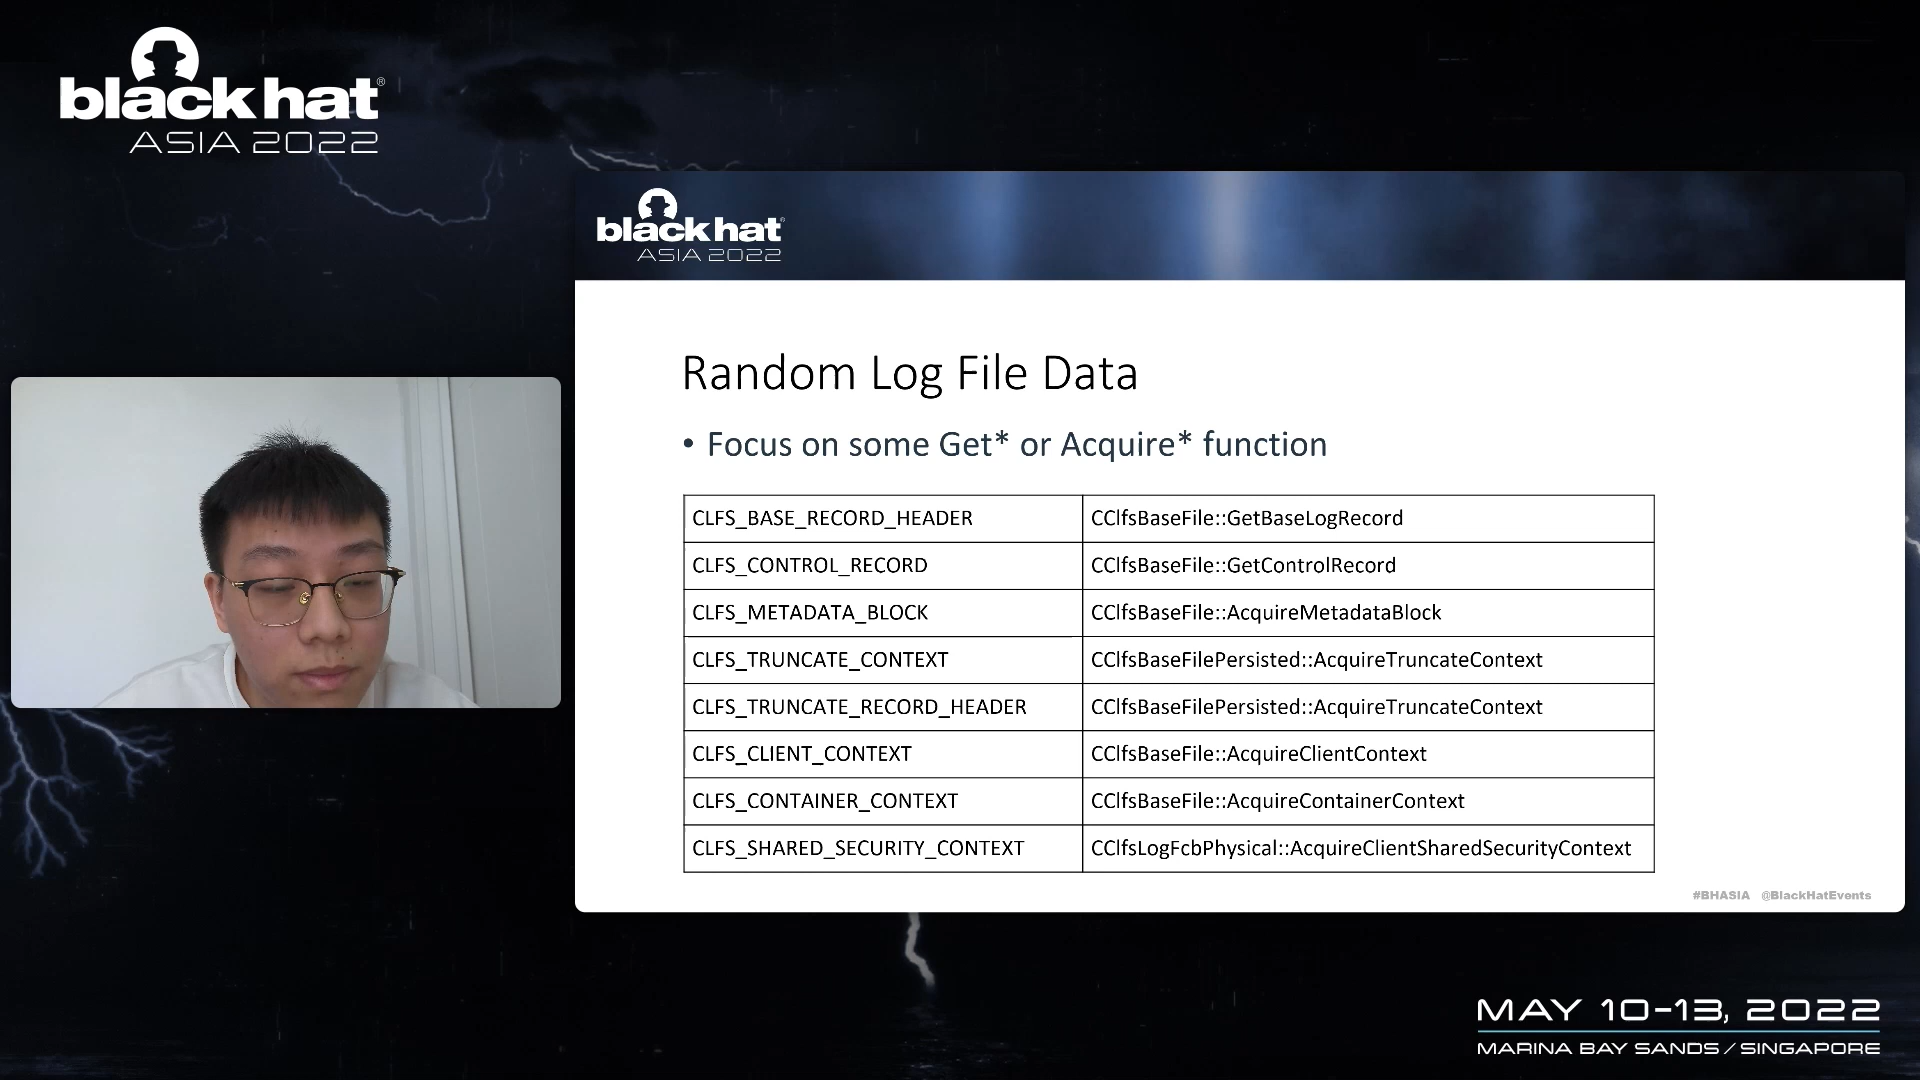 black hat®
ASIA 2022
black hat®
ASIA 2022
Random Log File Data
• Focus on some Get* or Acquire* function
CLFS_BASE_RECORD_HEADER CClfsBaseFile::GetBaseLogRecord
CLFS_CONTROL_RECORD CClfsBaseFile::GetControlRecord
CLFS_METADATA_BLOCK CClfsBaseFile::AcquireMetadataBlock
CLFS_TRUNCATE_CONTEXT CClfsBaseFilePersisted::AcquireTruncateContext
CLFS_TRUNCATE_RECORD_HEADER CClfsBaseFilePersisted::AcquireTruncateContext
CLFS_CLIENT_CONTEXT CClfsBaseFile::AcquireClientContext
CLFS_CONTAINER_CONTEXT CClfsBaseFile::AcquireContainerContext
CLFS_SHARED_SECURITY_CONTEXT CClfsLogFcbPhysical::AcquireClientSharedSecurityContext
#BHASIA @BlackHatEvents
MAY 10-13, 2022
MARINA BAY SANDS / SINGAPORE